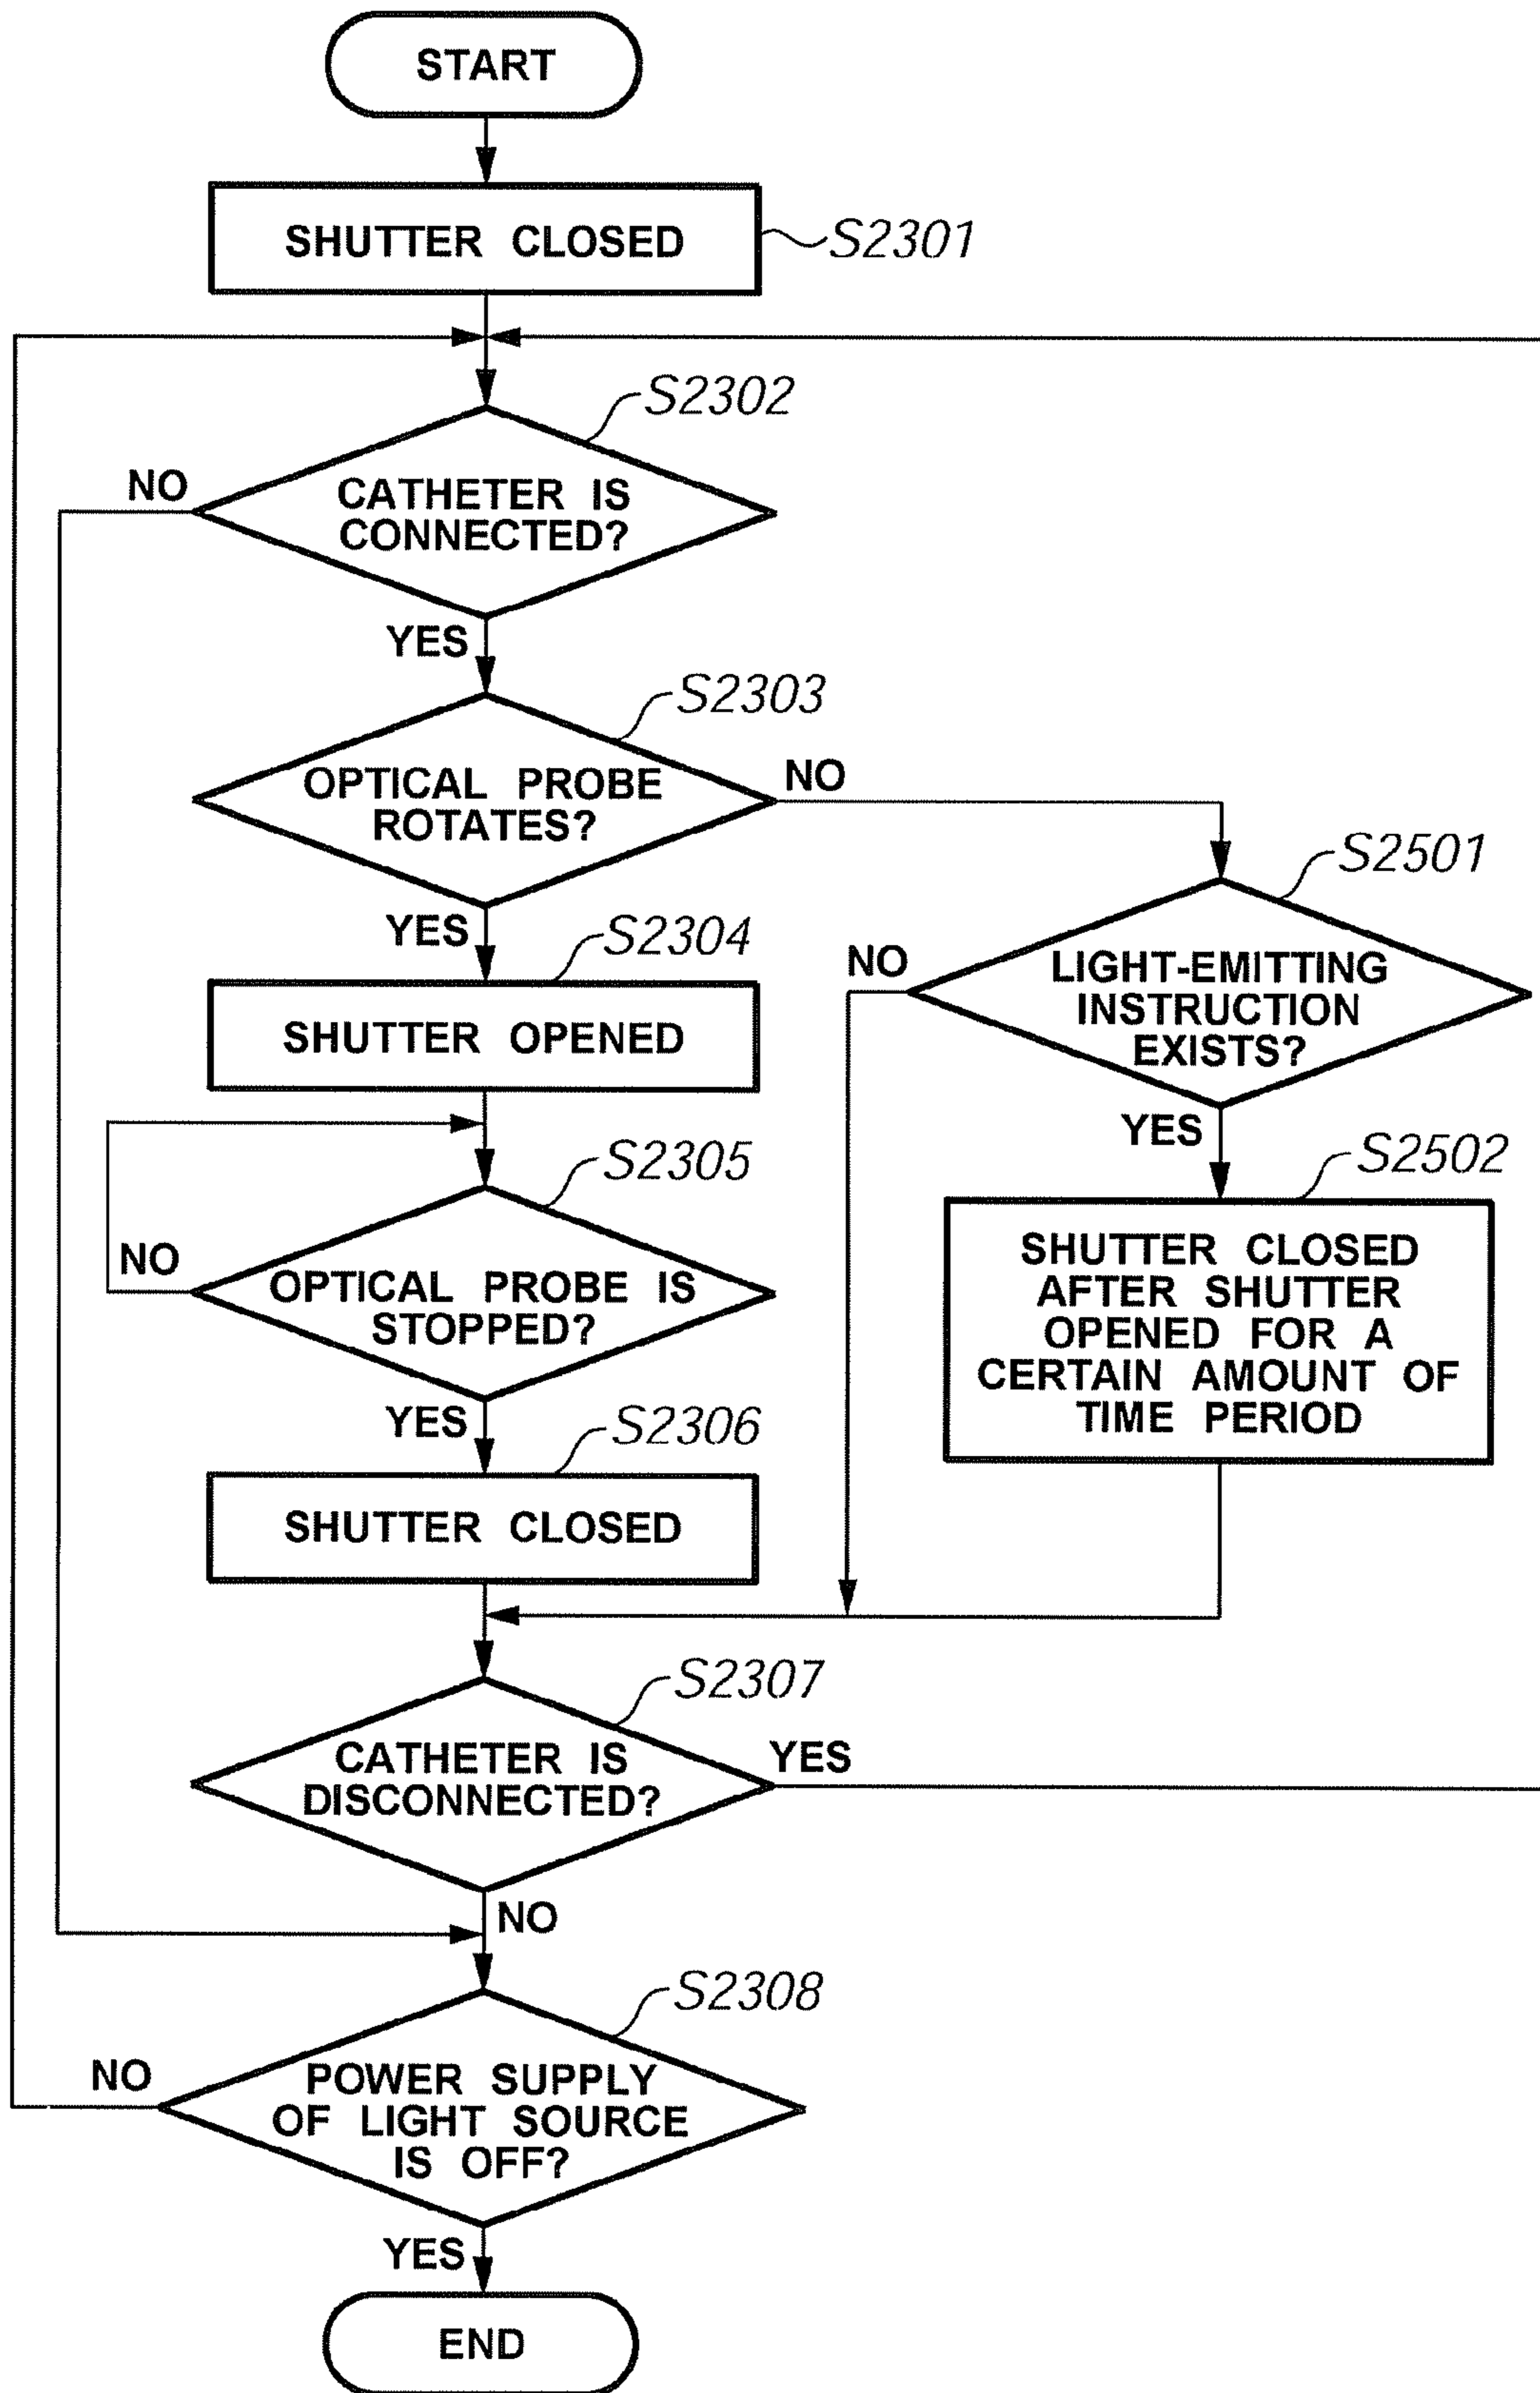 START
SHUTTER CLOSED
S2301
S2302
NO
CATHETER IS
CONNECTED?
YES
S2303
OPTICAL PROBE
ROTATES?
NO
YES
S2304
SHUTTER OPENED
S2501
NO
LIGHT-EMITTING
INSTRUCTION
EXISTS?
YES
S2502
SHUTTER CLOSED
AFTER SHUTTER
OPENED FOR A
CERTAIN AMOUNT OF
TIME PERIOD
S2305
NO
OPTICAL PROBE IS
STOPPED?
YES
S2306
SHUTTER CLOSED
S2307
CATHETER IS
DISCONNECTED?
YES
NO
S2308
NO
POWER SUPPLY
OF LIGHT SOURCE
IS OFF?
YES
END